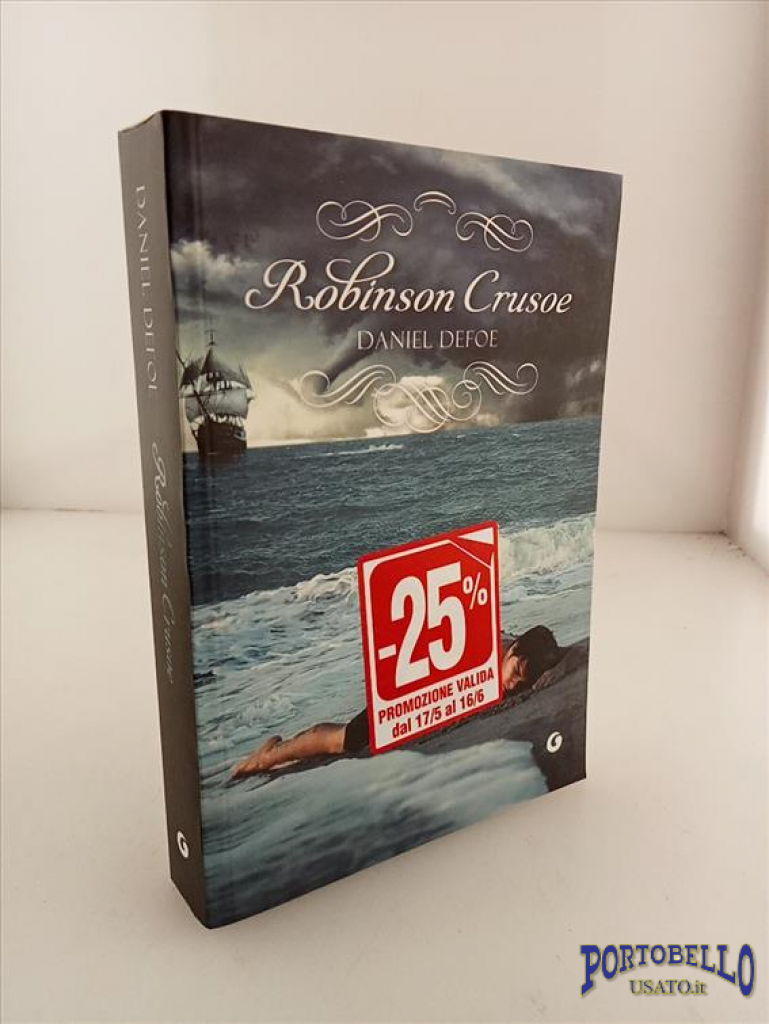 Robinson Crusoe
DANIEL DEFOE
DANIEL DEFOE Robinson Crusoe
-25%
PROMOZIONE VALIDA
dal 17/5 al 16/6
G
G
PORTOBELLO
USATO.it